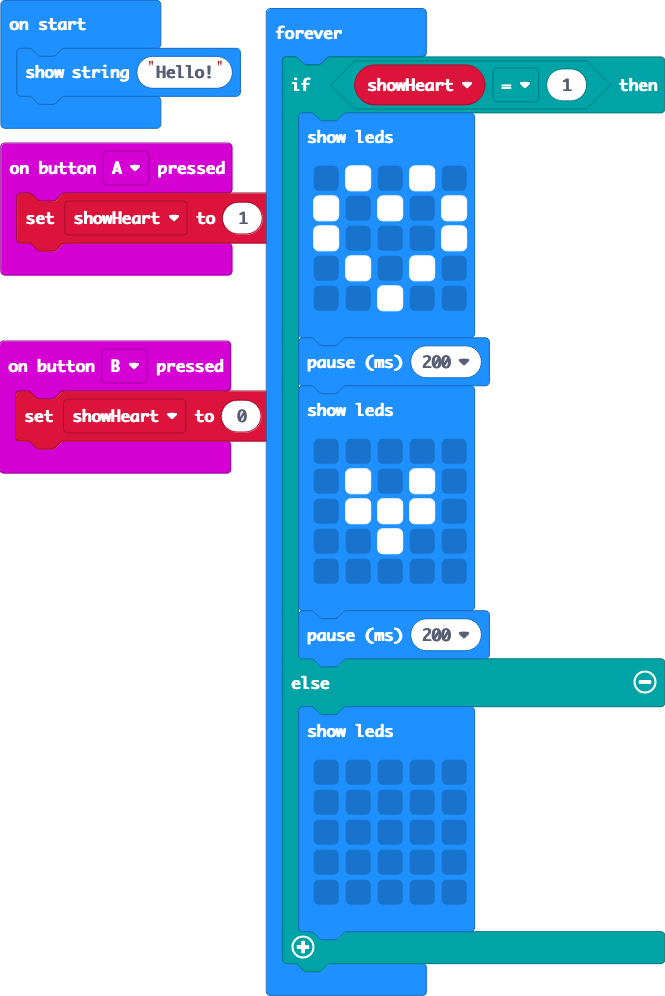 on start
show string "Hello!"
on button A pressed
set showHeart to 1
on button B pressed
set showHeart to 0
forever
if showHeart = 1 then
show leds
pause (ms) 200
show leds
pause (ms) 200
else
show leds